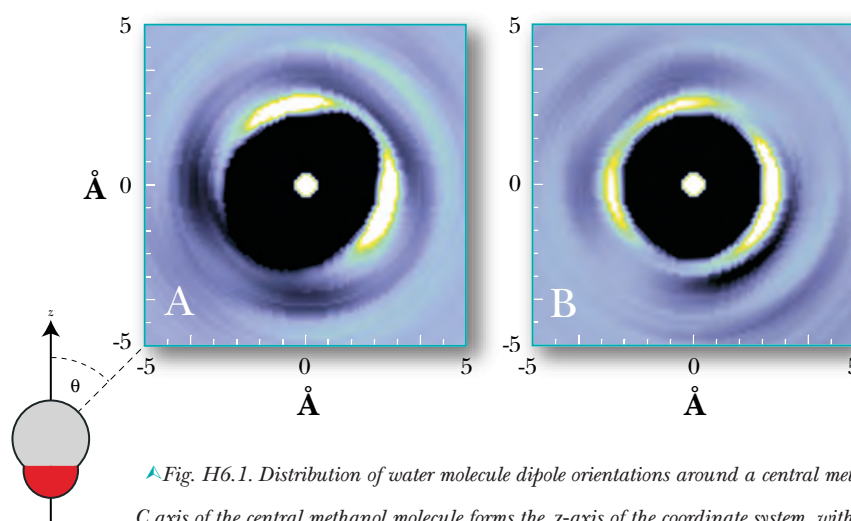 5
5
A
B
Å
0
0
-5
-5
-5
0
5
-5
0
5
Å
Å
z
θ
Fig. H6.1. Distribution of water molecule dipole orientations around a central
C axis of the central methanol molecule forms the z-axis of the coordinate system, with